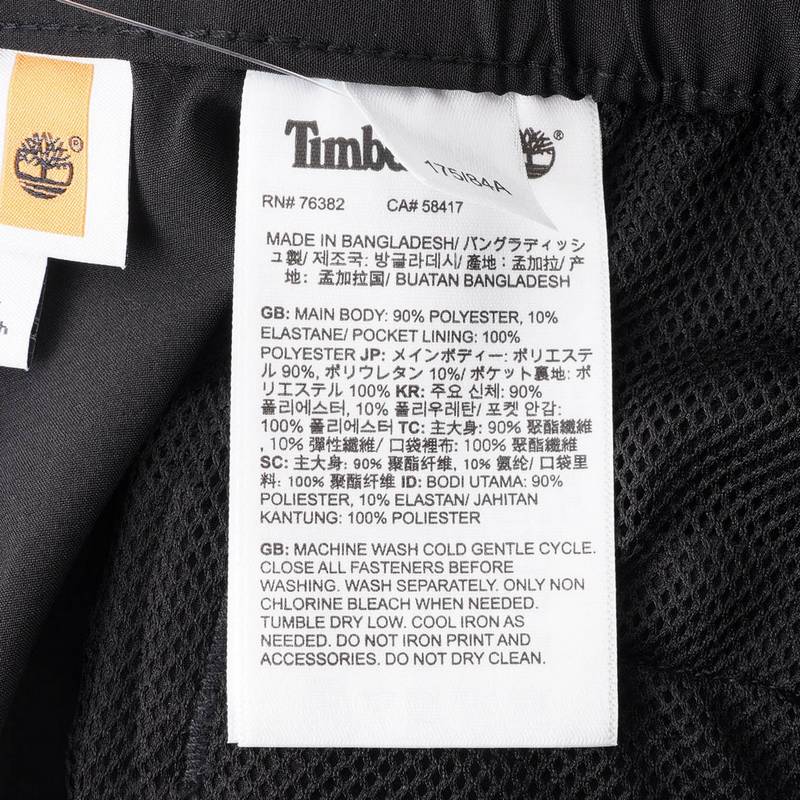 175/84A
RN# 76382 CA# 58417
MADE IN BANGLADESH/ バングラディッシ
ュ製/ 제조국: 방글라데시/ 產地：孟加拉/ 产
地：孟加拉国/ BUATAN BANGLADESH
GB: MAIN BODY: 90% POLYESTER, 10%
ELASTANE/ POCKET LINING: 100%
POLYESTER JP: メインボディー: ポリエステ
ル 90%, ポリウレタン 10%/ ポケット裏地: ポ
リエステル 100% KR: 주요 신체: 90%
폴리에스터, 10% 폴리우레탄/ 포켓 안감:
100% 폴리에스터 TC: 主大身: 90% 聚酯纖維
, 10% 彈性纖維/ 口袋裡布: 100% 聚酯纖維
SC: 主大身: 90% 聚酯纤维, 10% 氨纶/ 口袋里
料: 100% 聚酯纤维 ID: BODI UTAMA: 90%
POLIESTER, 10% ELASTAN/ JAHITAN
KANTUNG: 100% POLIESTER
GB: MACHINE WASH COLD GENTLE CYCLE.
CLOSE ALL FASTENERS BEFORE
WASHING. WASH SEPARATELY. ONLY NON
CHLORINE BLEACH WHEN NEEDED.
TUMBLE DRY LOW. COOL IRON AS
NEEDED. DO NOT IRON PRINT AND
ACCESSORIES. DO NOT DRY CLEAN.